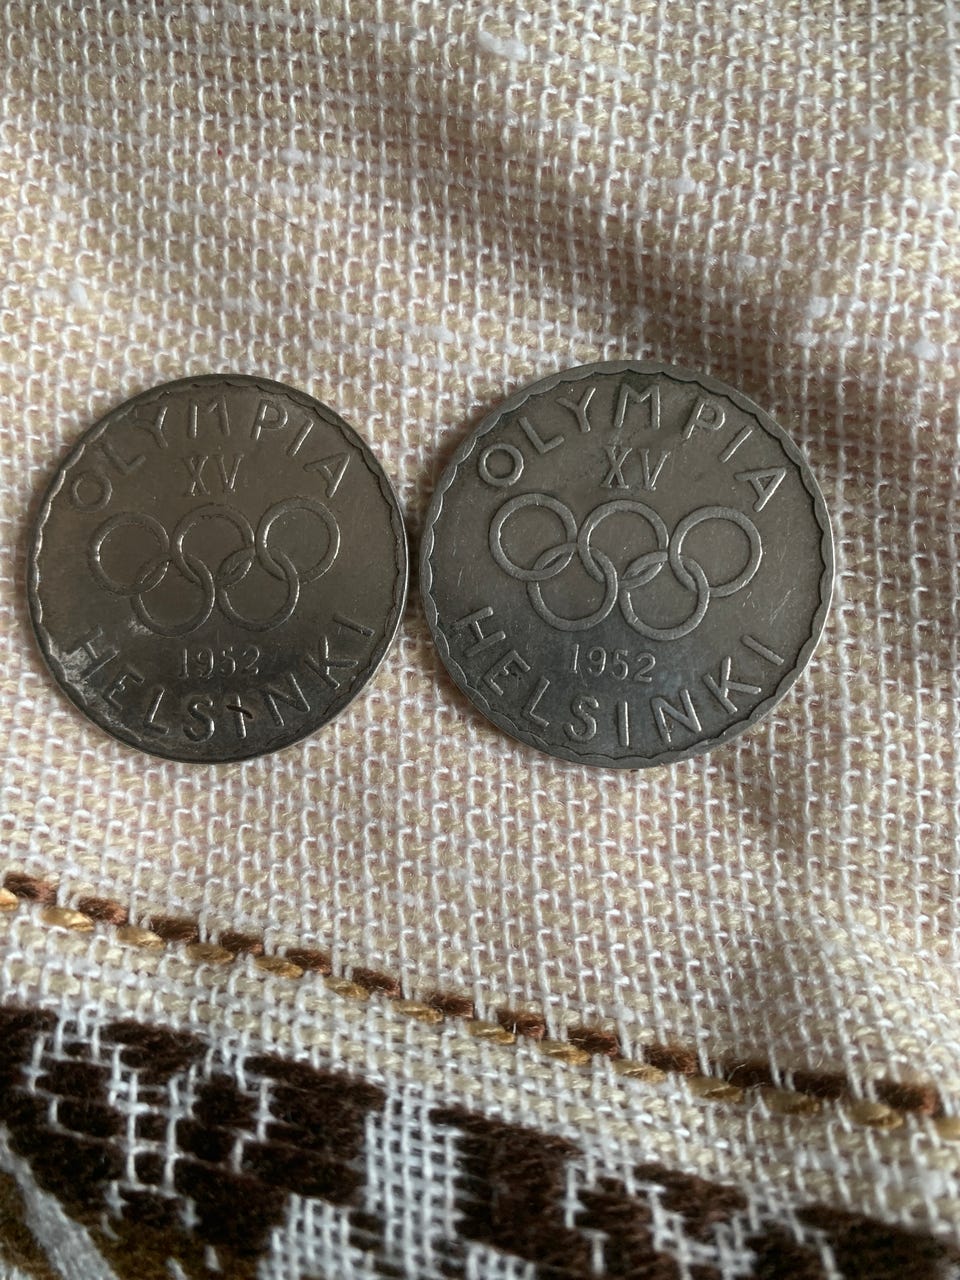 OLYMPIA
XV
1952
HELSINKI
OLYMPIA
XV
1952
HELSINKI